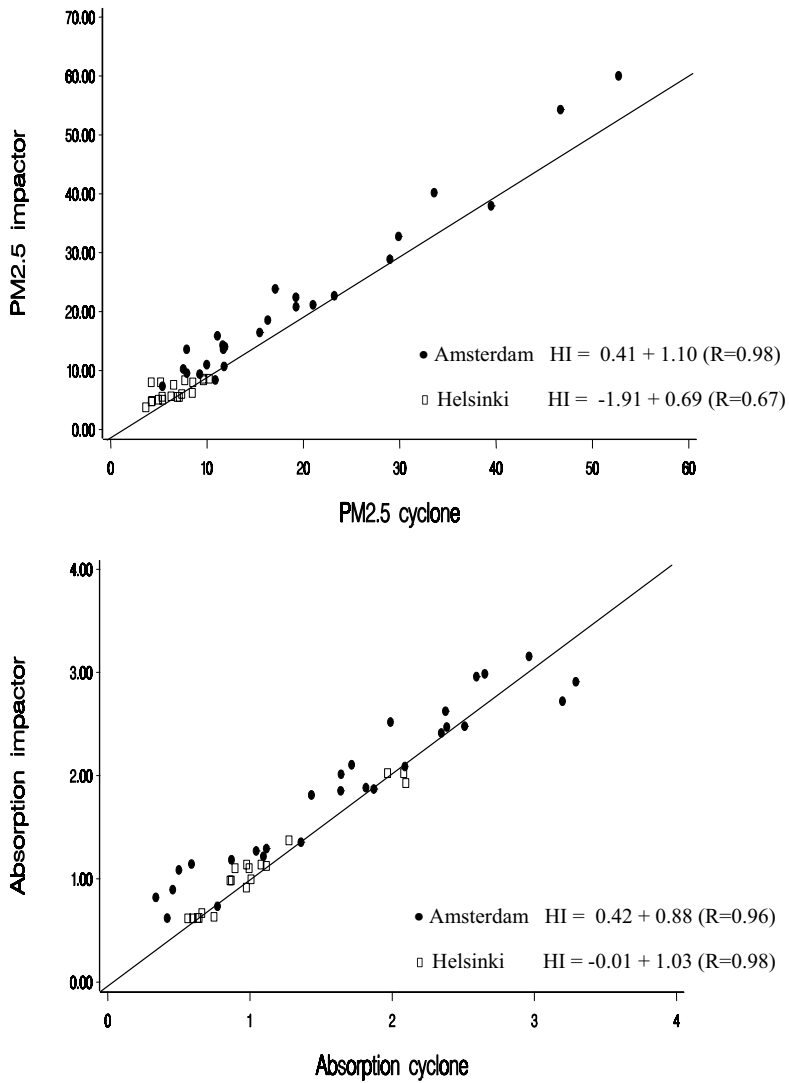 70.00
60.00
50.00
40.00
30.00
20.00
10.00
0.00
PM2.5 impactor
● Amsterdam HI = 0.41 + 1.10 (R=0.98)
□ Helsinki HI = -1.91 + 0.69 (R=0.67)
0 10 20 30 40 50 60
PM2.5 cyclone
4.00
3.00
2.00
1.00
0.00
Absorption impactor
● Amsterdam HI = 0.42 + 0.88 (R=0.96)
□ Helsinki HI = -0.01 + 1.03 (R=0.98)
0 1 2 3 4
Absorption cyclone